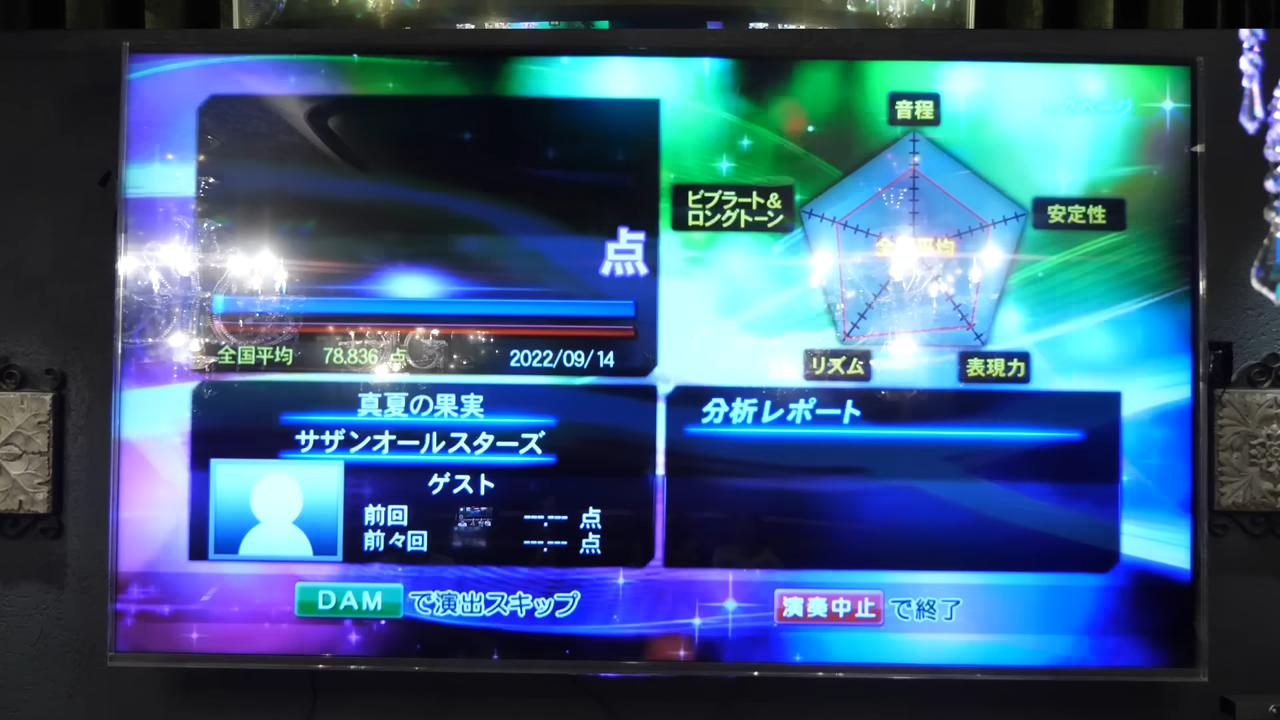 音程
ビブラート&
ロングトーン
安定性
全国平均
点
全国平均 78.836 点 2022/09/14
リズム
表現力
真夏の果実
サザンオールスターズ
ゲスト
前回 ---.--- 点
前々回 ---.--- 点
分析レポート
DAM で演出スキップ
演奏中止 で終了